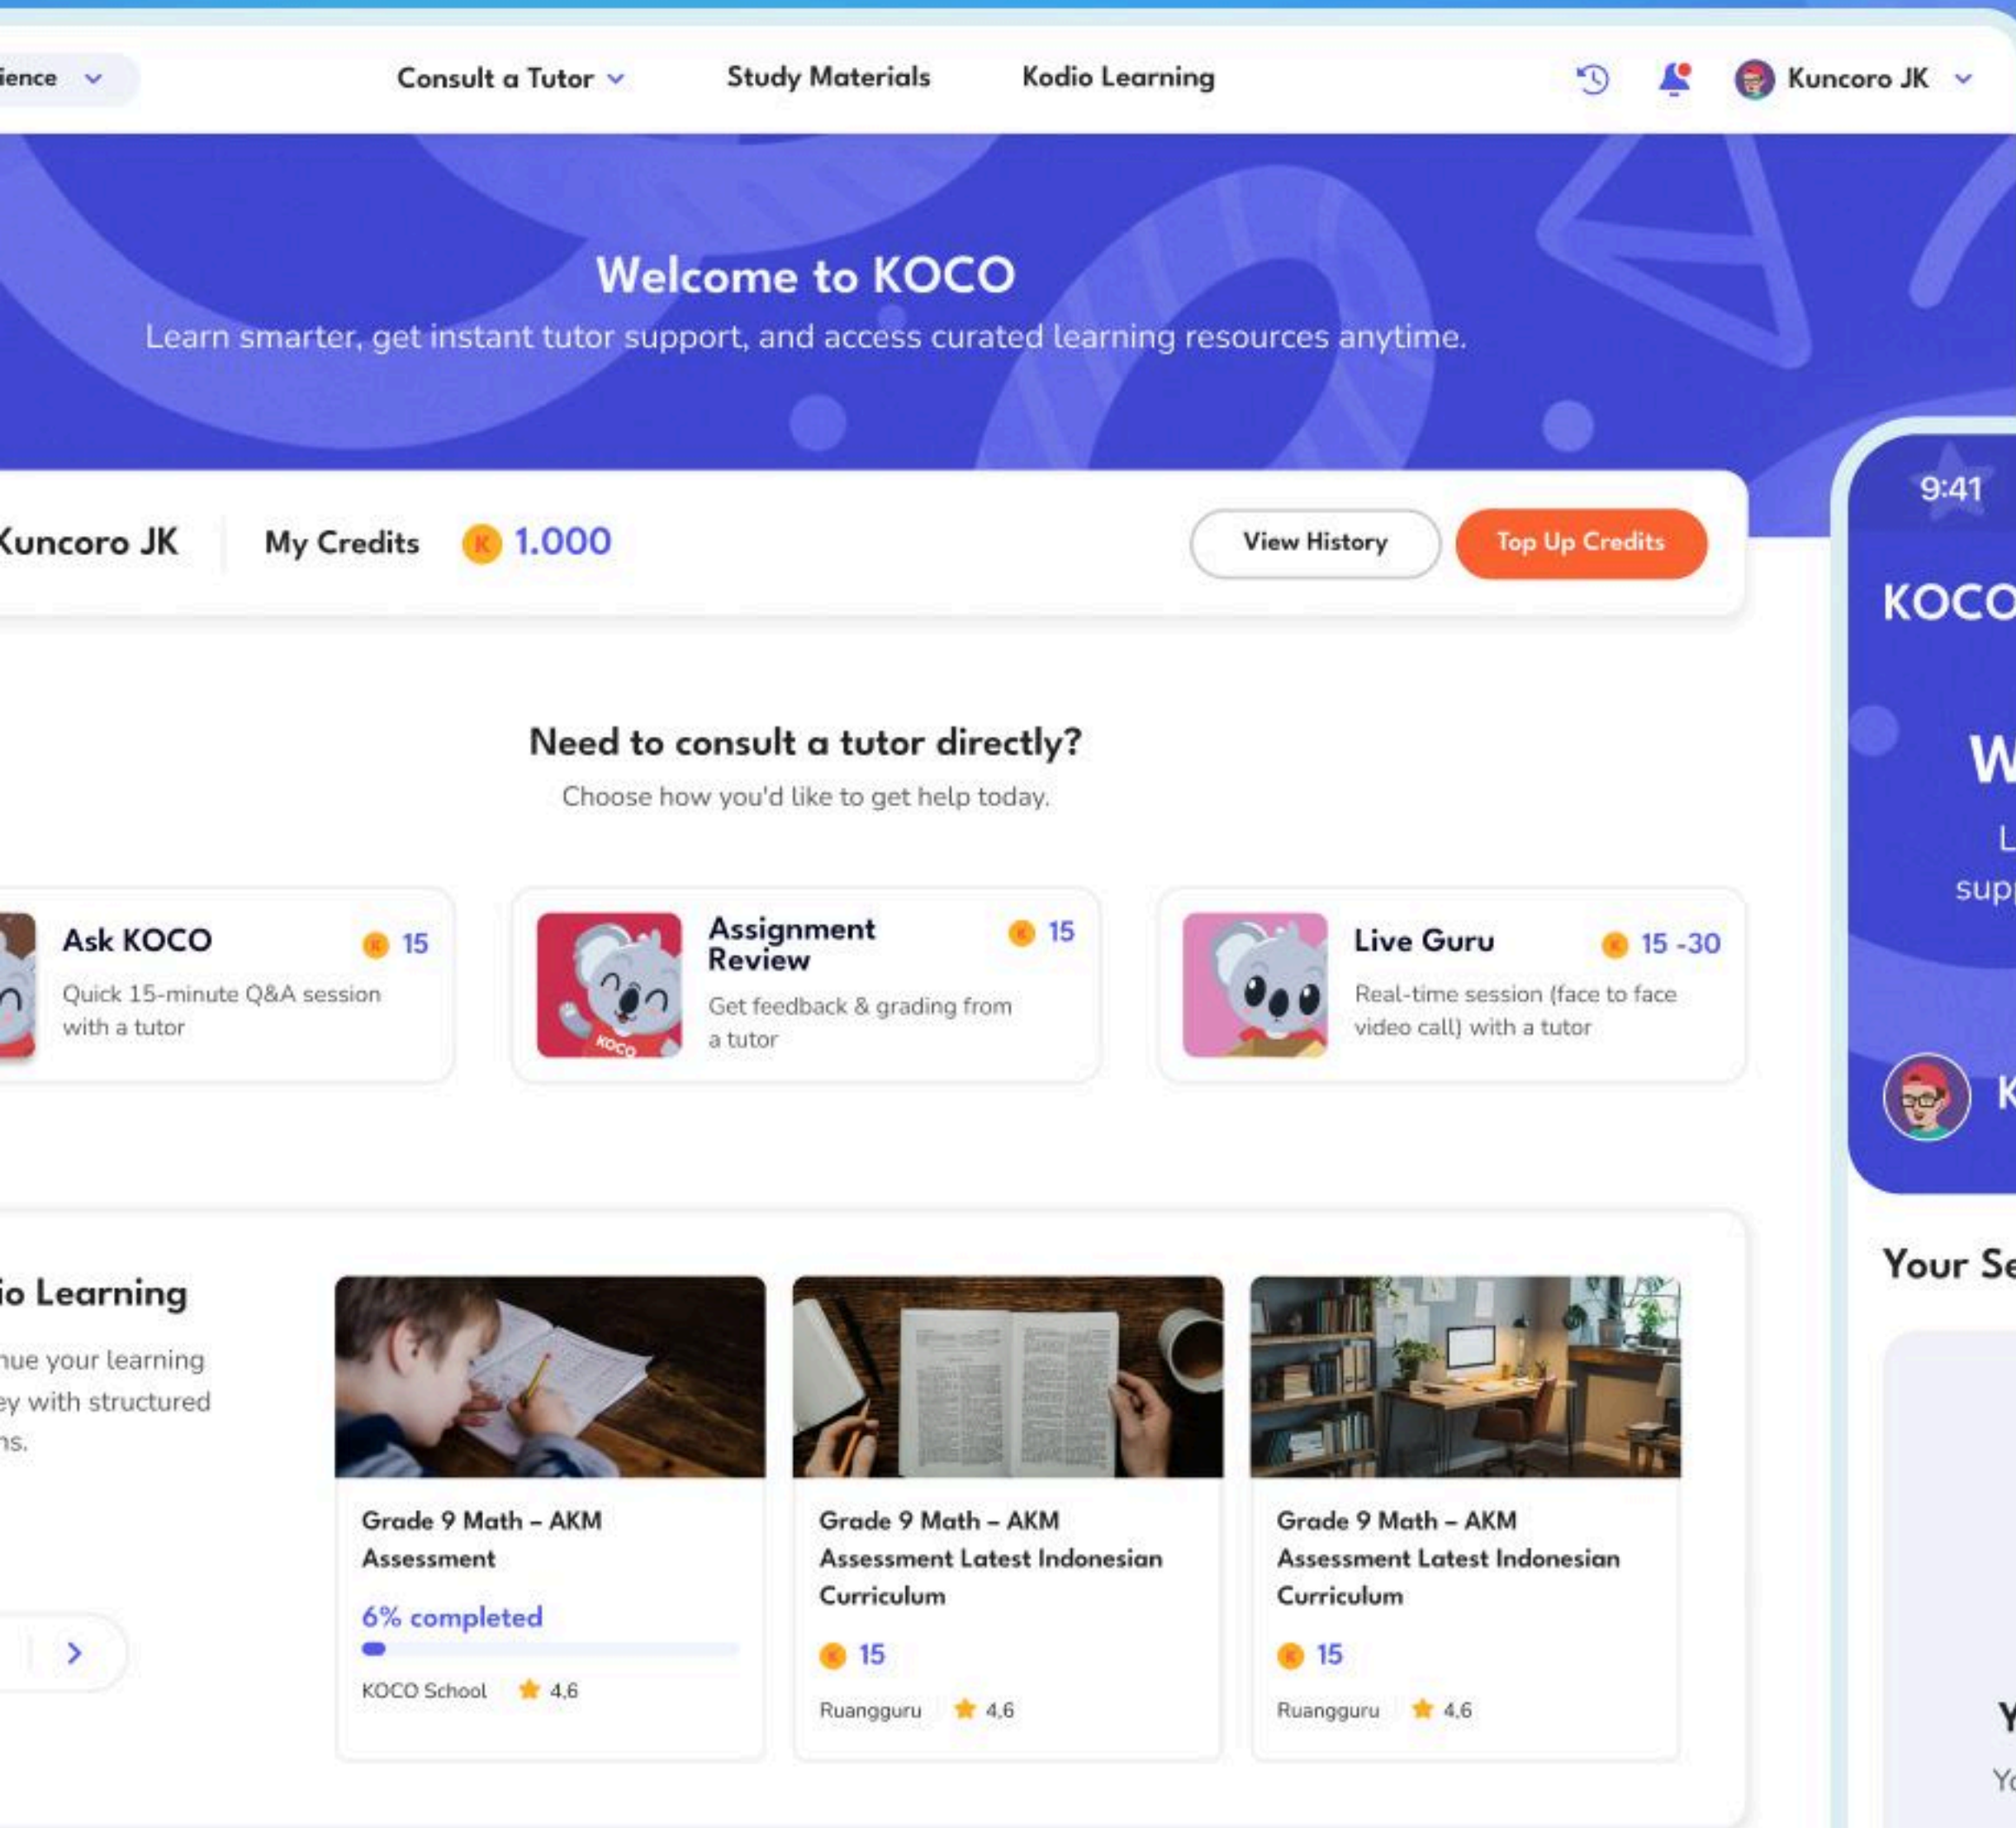 ience
Consult a Tutor
Study Materials
Kodio Learning
Kuncoro JK
Welcome to KOCO
Learn smarter, get instant tutor support, and access curated learning resources anytime.
Kuncoro JK
My Credits
K
1.000
View History
Top Up Credits
Need to consult a tutor directly?
Choose how you'd like to get help today.
Ask KOCO
K 15
Quick 15-minute Q&A session
with a tutor
KOCO
Assignment
Review
K 15
Get feedback & grading from
a tutor
Live Guru
K 15 -30
Real-time session (face to face
video call) with a tutor
io Learning
nue your learning
ey with structured
ns.
Grade 9 Math – AKM
Assessment
6% completed
KOCO School
4,6
Grade 9 Math – AKM
Assessment Latest Indonesian
Curriculum
K 15
Ruangguru
4,6
Grade 9 Math – AKM
Assessment Latest Indonesian
Curriculum
K 15
Ruangguru
4,6
9:41
KOCO
W
L
supp
K
Your Se
Y
Yo